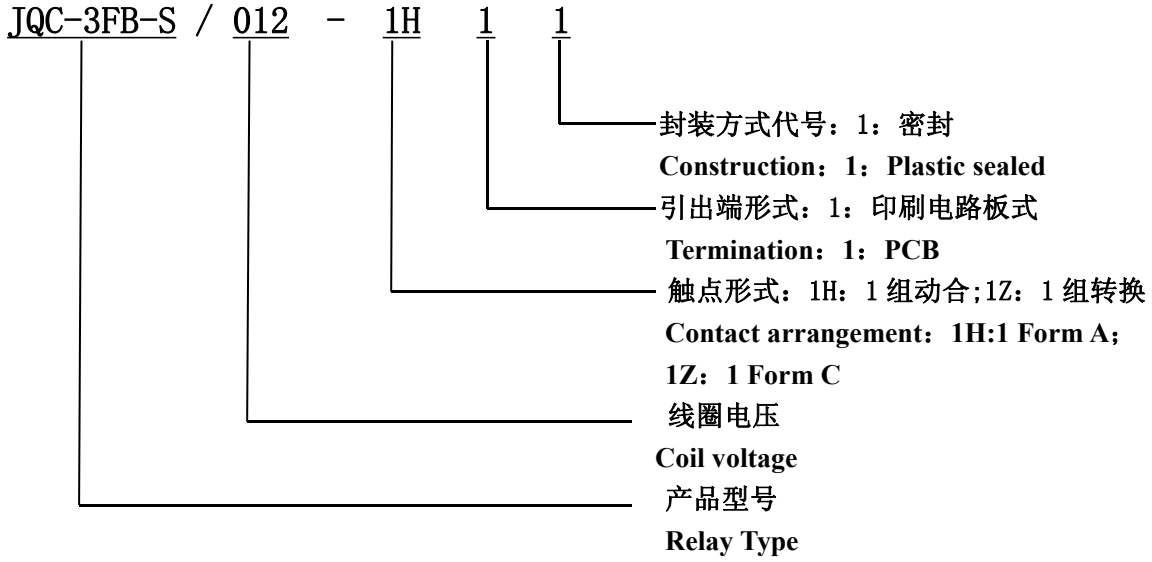 JQC-3FB-S / 012 - 1H 1 1
封装方式代号：1：密封
Construction：1：Plastic sealed
引出端形式：1：印刷电路板式
Termination：1：PCB
触点形式：1H：1 组动合;1Z：1 组转换
Contact arrangement：1H:1 Form A；
1Z：1 Form C
线圈电压
Coil voltage
产品型号
Relay Type